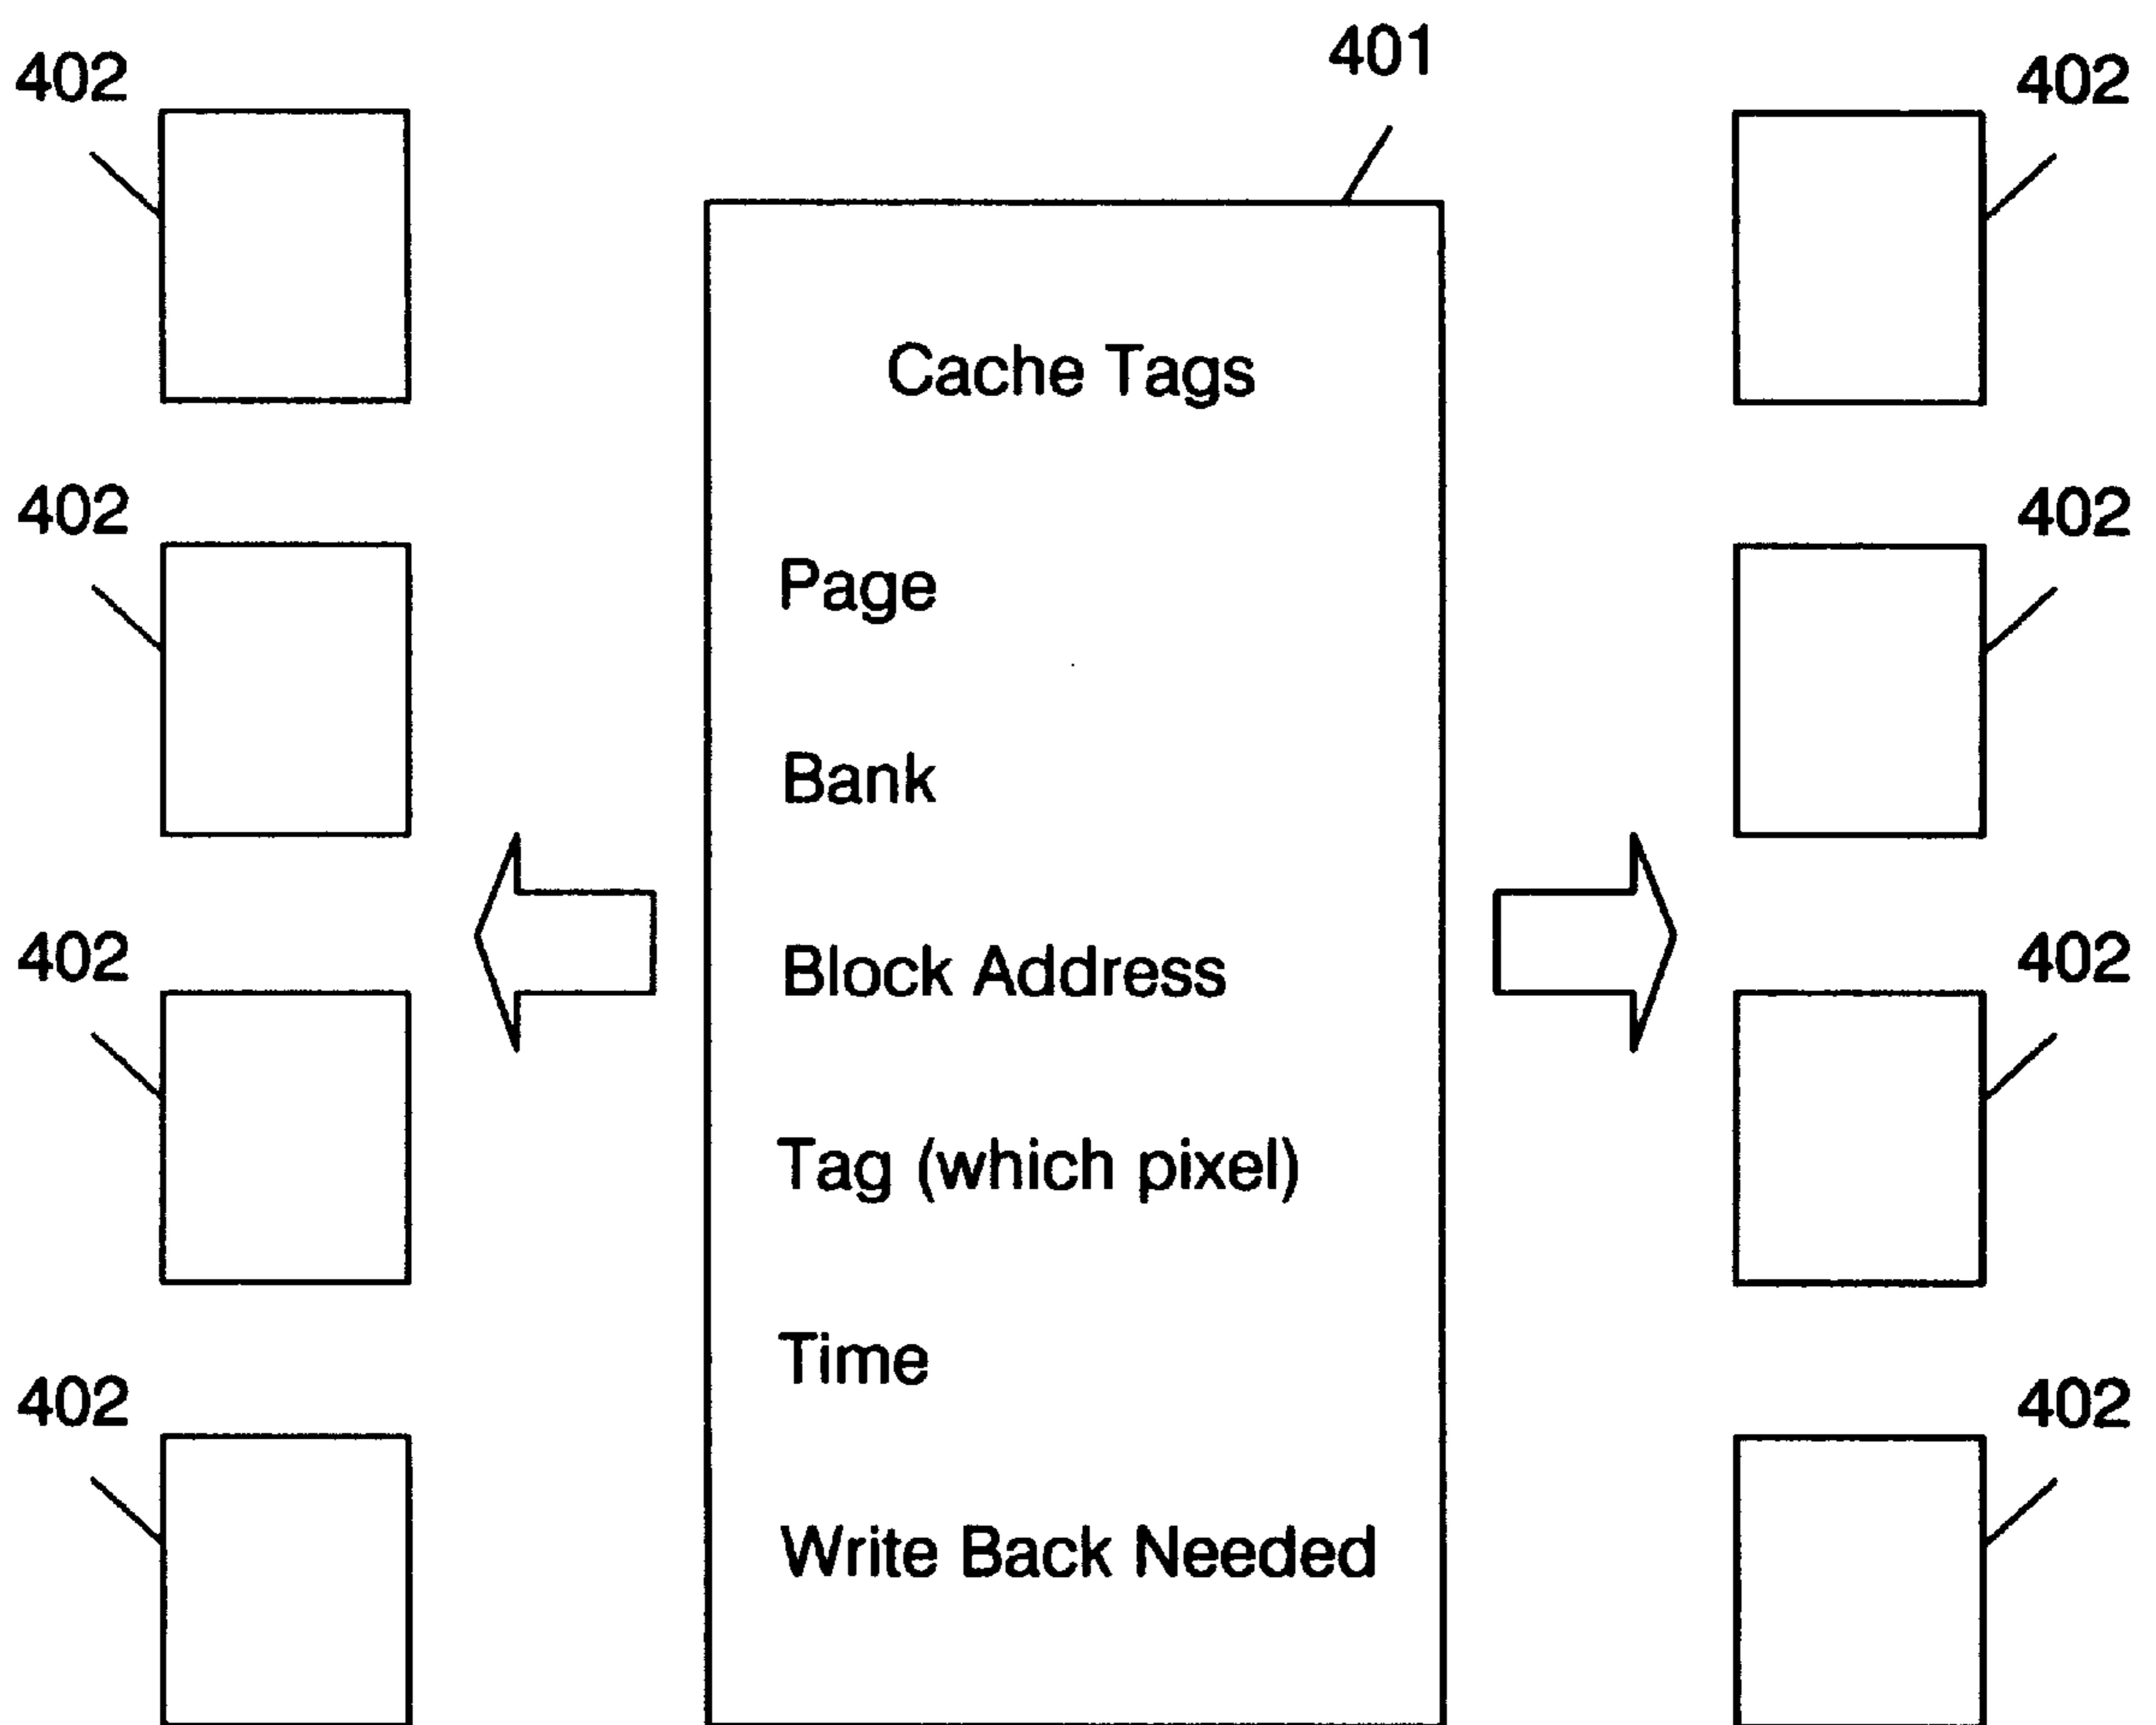 401
402
402
Cache Tags
402
402
Page
Bank
Block Address
402
402
Tag (which pixel)
Time
402
402
Write Back Needed